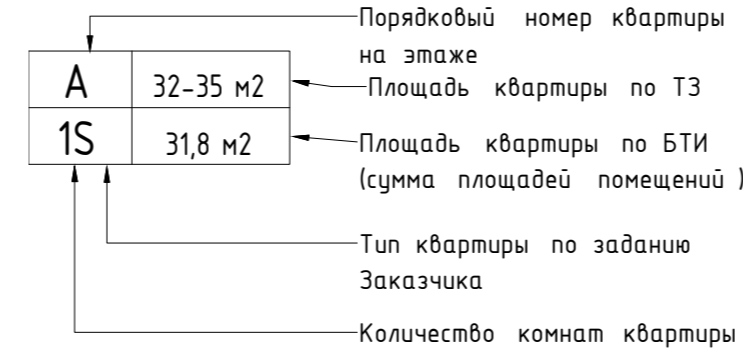 Порядковый номер квартиры
на этаже
А 32-35 м2
Площадь квартиры по ТЗ
1S 31,8 м2
Площадь квартиры по БТИ
(сумма площадей помещений )
Тип квартиры по заданию
Заказчика
Количество комнат квартиры